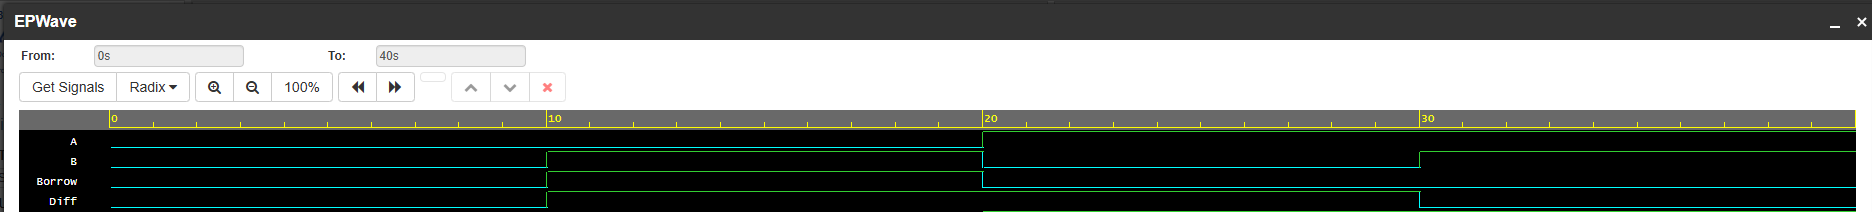 EPWave
From: 0s To: 40s
Get Signals Radix 100%
0 10 20 30
A
B
Borrow
Diff